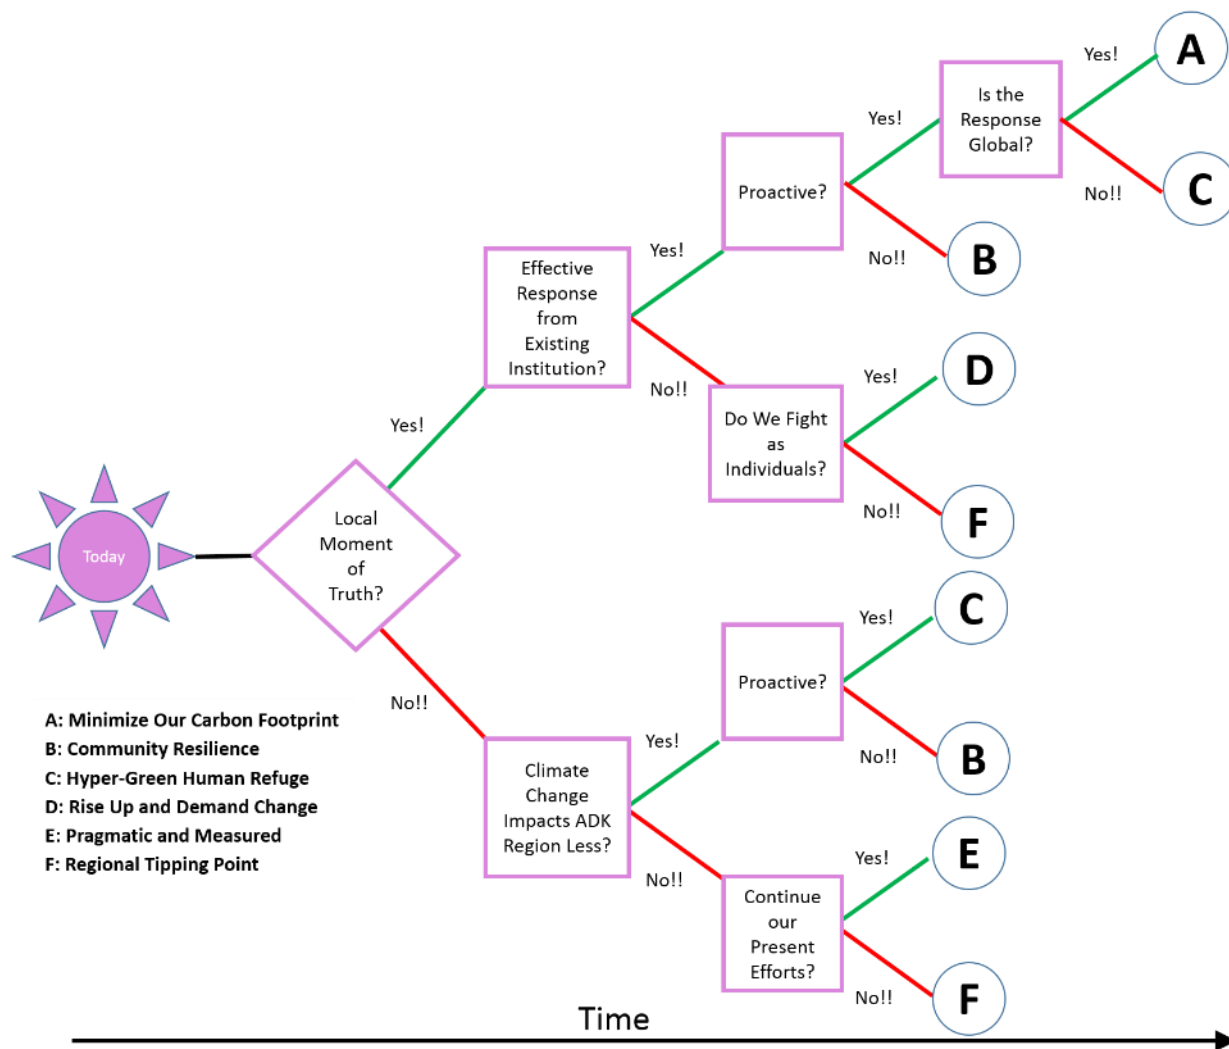 Yes!
A
Is the
Response
Global?
Yes!
No!!
C
Proactive?
Yes!
No!!
B
Effective
Response
from
Existing
Institution?
Yes!
No!!
Do We Fight
as
Individuals?
Yes!
D
No!!
F
Today
Local
Moment
of
Truth?
Yes!
No!!
Proactive?
Yes!
C
No!!
B
Climate
Change
Impacts ADK
Region Less?
Yes!
No!!
Continue
our
Present
Efforts?
Yes!
E
No!!
F
A: Minimize Our Carbon Footprint
B: Community Resilience
C: Hyper-Green Human Refuge
D: Rise Up and Demand Change
E: Pragmatic and Measured
F: Regional Tipping Point
Time